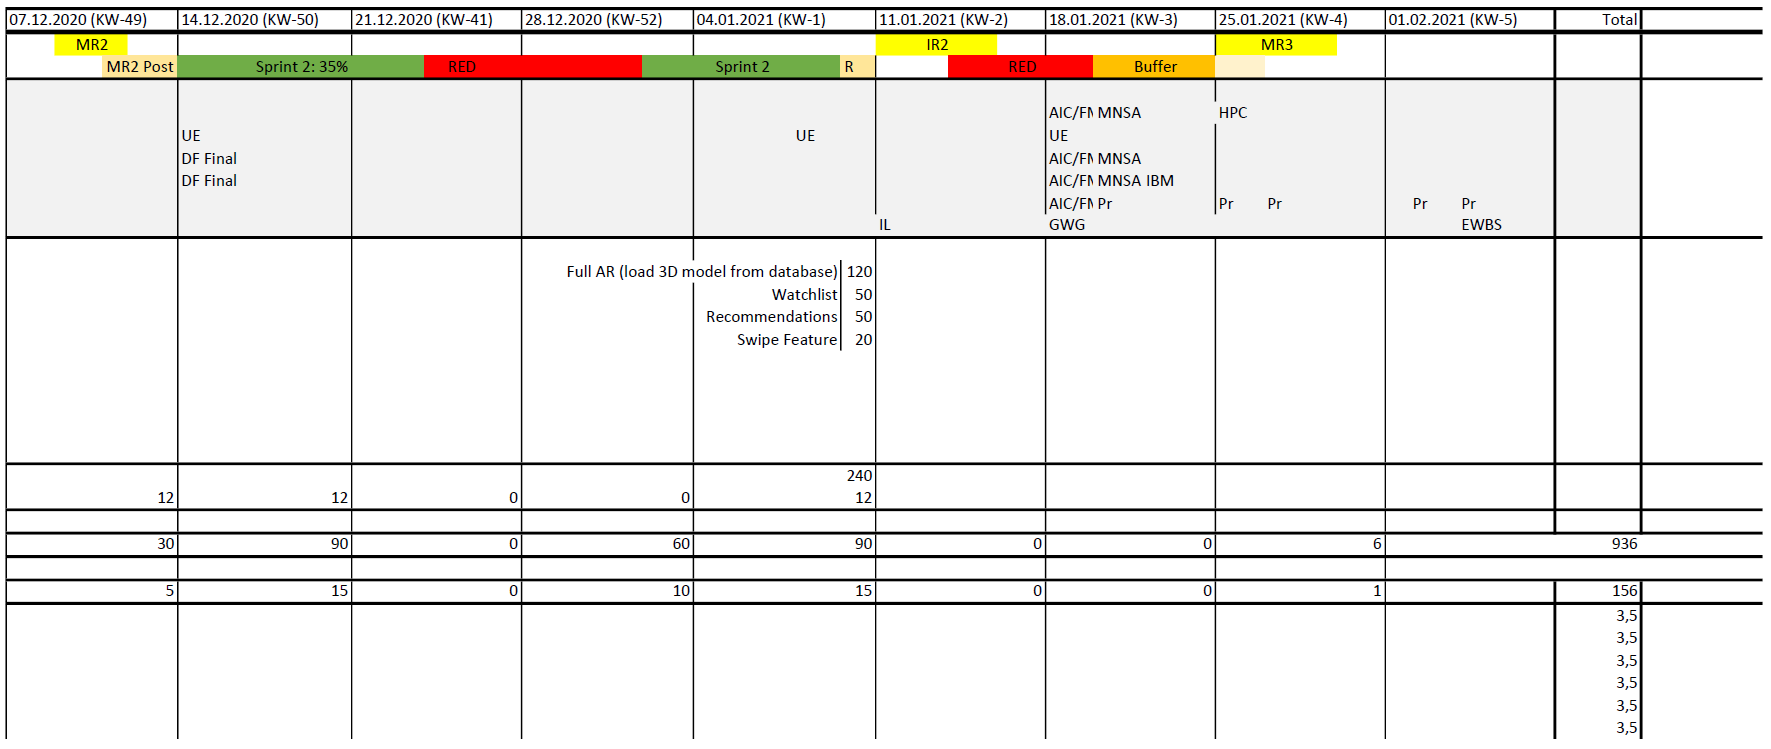 07.12.2020 (KW-49) 14.12.2020 (KW-50) 21.12.2020 (KW-41) 28.12.2020 (KW-52) 04.01.2021 (KW-1) 11.01.2021 (KW-2) 18.01.2021 (KW-3) 25.01.2021 (KW-4) 01.02.2021 (KW-5) Total
MR2 IR2 MR3
MR2 Post Sprint 2: 35% RED Sprint 2 R RED Buffer
AIC/FM MNSA HPC
UE UE UE
DF Final AIC/FM MNSA
DF Final AIC/FM MNSA IBM
AIC/FM Pr Pr Pr Pr Pr
IL GWG EWBS
Full AR (load 3D model from database) 120
Watchlist 50
Recommendations 50
Swipe Feature 20
240
12 12 0 0 12
30 90 0 60 90 0 0 6 936
5 15 0 10 15 0 0 1 156
3,5
3,5
3,5
3,5
3,5
3,5